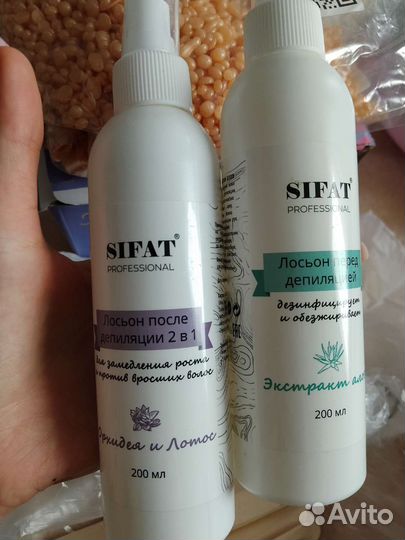 SIFAT®
PROFESSIONAL
Лосьон после
депиляции 2 в 1
Для замедления роста
и против вросших волос
Орхидея и Лотос
200 мл
SIFAT®
PROFESSIONAL
Лосьон перед
депиляцией
дезинфицирует
и обезжиривает
Экстракт алоэ
200 мл
Avito